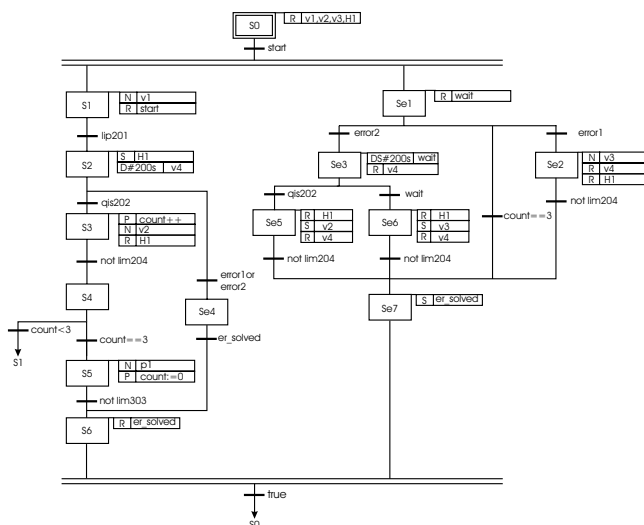 S0 R v1,v2,v3,H1
start
S1 N v1
R start
Se1 R wait
lip201
error2
error1
S2 S H1
D#200s v4
Se3 DS#200s wait
R v4
Se2 N v3
R v4
R H1
qis202
qis202
wait
not lim204
S3 P count++
N v2
R H1
Se5 R H1
S v2
R v4
Se6 R H1
S v3
R v4
count==3
not lim204
not lim204
not lim204
error1or
error2
S4
Se4
Se7 S er_solved
count<3
count==3
er_solved
S1
S5 N p1
P count:=0
not lim303
S6 R er_solved
true
S0